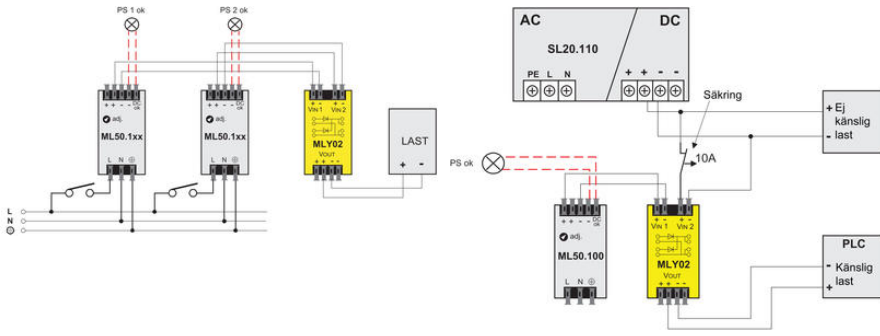 PS 1 ok
PS 2 ok
+ + - - DC ok
adj.
ML50.1xx
L N
+ + - - DC ok
adj.
ML50.1xx
L N
+ - + -
VIN 1 VIN 2
MLY02
VOUT
+ + - -
LAST
+ -
L
N
AC DC
SL20.110
PE L N
+ + - -
Säkring
10A
+ Ej
känslig
- last
PS ok
+ + - - DC ok
adj.
ML50.100
L N
+ - + -
VIN 1 VIN 2
MLY02
VOUT
+ + - -
PLC
- Känslig
+ last